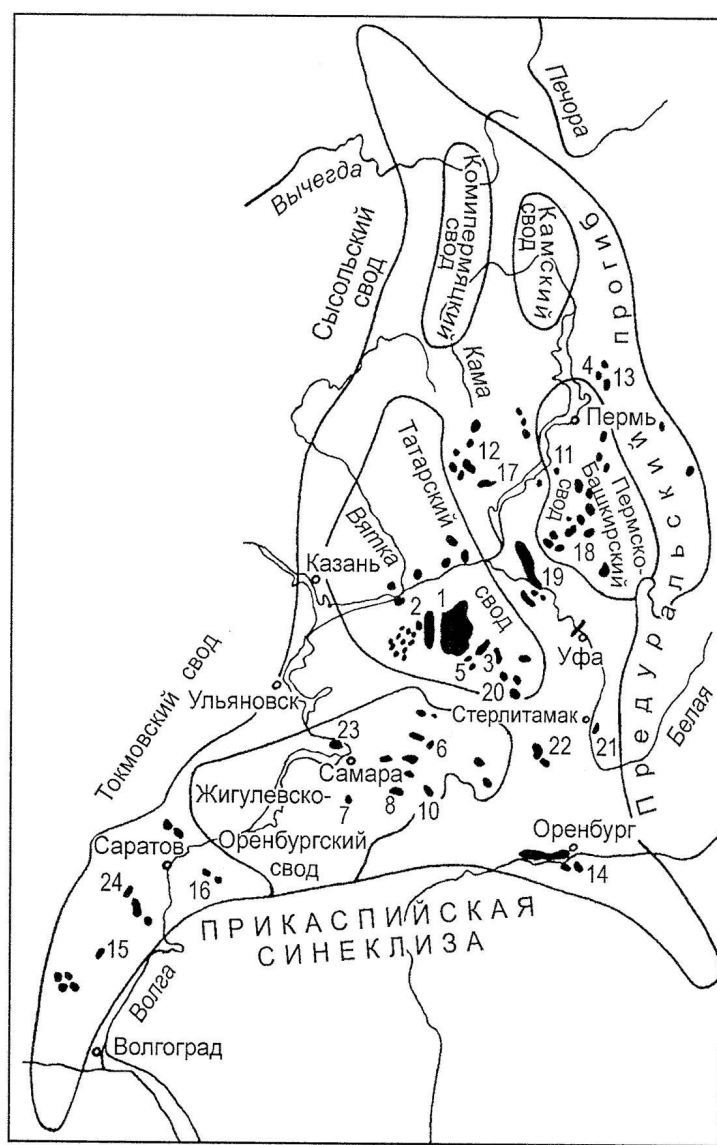 Печора
Вычегда
Комипермяцкий
свод
Камский
свод
Сысольский
свод
прогиб
Кама
4
13
Пермь
12
Татарский
11
17
Пермско-
Башкирский
свод
Предуральский
Вятка
18
Казань
19
2
1
свод
3
5
Уфа
20
Токмовский свод
Ульяновск
Стерлитамак
21
Белая
23
6
22
Самара
Жигулевско-
7
8
10
Оренбургский
свод
Оренбург
14
Саратов
24
16
ПРИКАСПИЙСКАЯ
СИНЕКЛИЗА
15
Волга
Волгоград